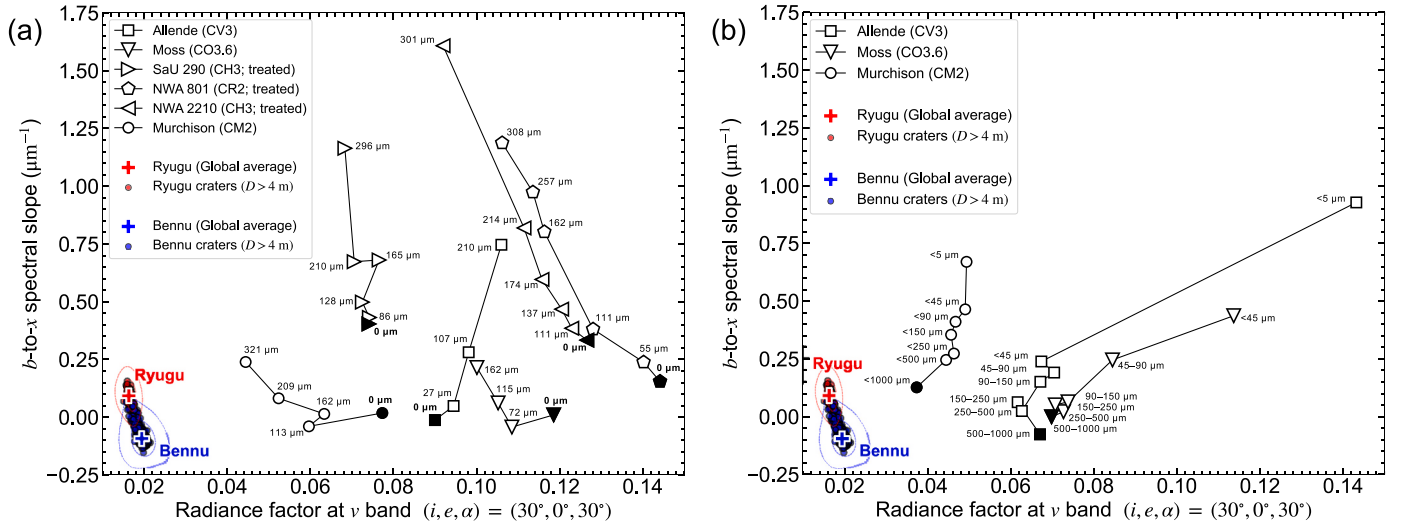 (a)
b-to-x spectral slope (μm⁻¹)
1.75
1.50
1.25
1.00
0.75
0.50
0.25
0.00
−0.25
Allende (CV3)
Moss (CO3.6)
SaU 290 (CH3; treated)
NWA 801 (CR2; treated)
NWA 2210 (CH3; treated)
Murchison (CM2)
Ryugu (Global average)
Ryugu craters (D > 4 m)
Bennu (Global average)
Bennu craters (D > 4 m)
301 μm
296 μm
308 μm
257 μm
162 μm
214 μm
210 μm
210 μm
165 μm
174 μm
128 μm
137 μm
86 μm
0 μm
111 μm
111 μm
0 μm
107 μm
55 μm
0 μm
321 μm
209 μm
162 μm
113 μm
0 μm
27 μm
0 μm
162 μm
115 μm
72 μm
0 μm
Ryugu
Bennu
0.02 0.04 0.06 0.08 0.10 0.12 0.14
Radiance factor at v band (i, e, α) = (30°, 0°, 30°)
(b)
b-to-x spectral slope (μm⁻¹)
1.75
1.50
1.25
1.00
0.75
0.50
0.25
0.00
−0.25
Allende (CV3)
Moss (CO3.6)
Murchison (CM2)
Ryugu (Global average)
Ryugu craters (D > 4 m)
Bennu (Global average)
Bennu craters (D > 4 m)
<5 μm
<5 μm
<45 μm
<90 μm
<150 μm
<250 μm
<500 μm
<1000 μm
<45 μm
<45 μm
45–90 μm
90–150 μm
150–250 μm
250–500 μm
500–1000 μm
45–90 μm
90–150 μm
150–250 μm
250–500 μm
500–1000 μm
Ryugu
Bennu
0.02 0.04 0.06 0.08 0.10 0.12 0.14
Radiance factor at v band (i, e, α) = (30°, 0°, 30°)